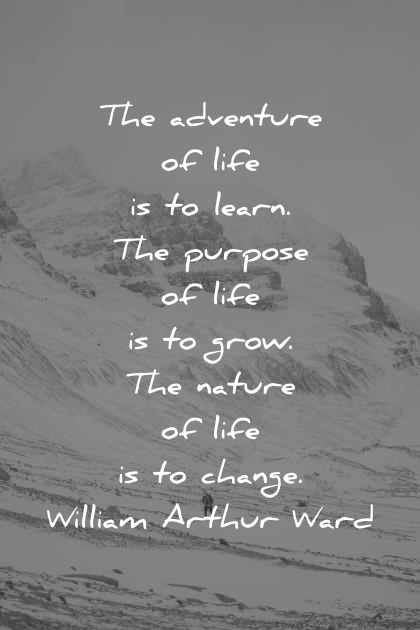 The adventure
of life
is to learn.
The purpose
of life
is to grow.
The nature
of life
is to change.
William Arthur Ward